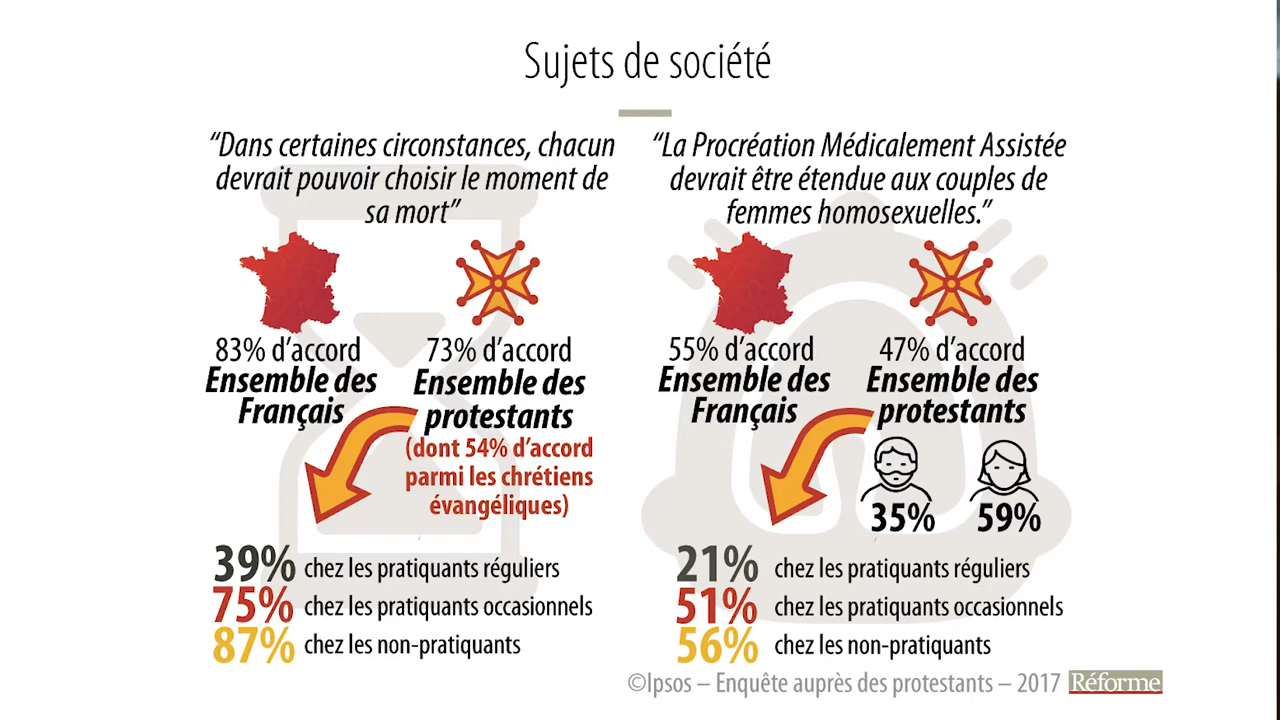 Sujets de société
“Dans certaines circonstances, chacun
devrait pouvoir choisir le moment de
sa mort”
83% d’accord
Ensemble des
Français
73% d’accord
Ensemble des
protestants
(dont 54% d’accord
parmi les chrétiens
évangéliques)
39% chez les pratiquants réguliers
75% chez les pratiquants occasionnels
87% chez les non-pratiquants
“La Procréation Médicalement Assistée
devrait être étendue aux couples de
femmes homosexuelles.”
55% d’accord
Ensemble des
Français
47% d’accord
Ensemble des
protestants
35% 59%
21% chez les pratiquants réguliers
51% chez les pratiquants occasionnels
56% chez les non-pratiquants
©Ipsos – Enquête auprès des protestants – 2017 Réforme